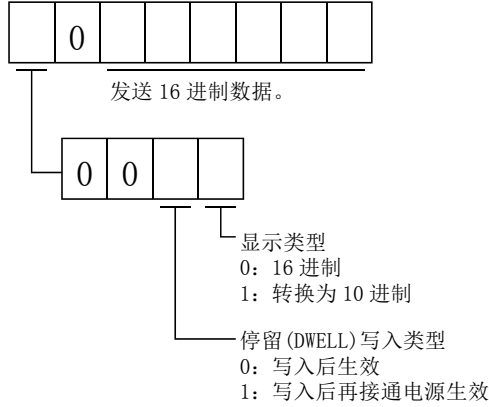 0
发送 16 进制数据。
0 0
显示类型
0：16 进制
1：转换为 10 进制
停留(DWELL)写入类型
0：写入后生效
1：写入后再接通电源生效